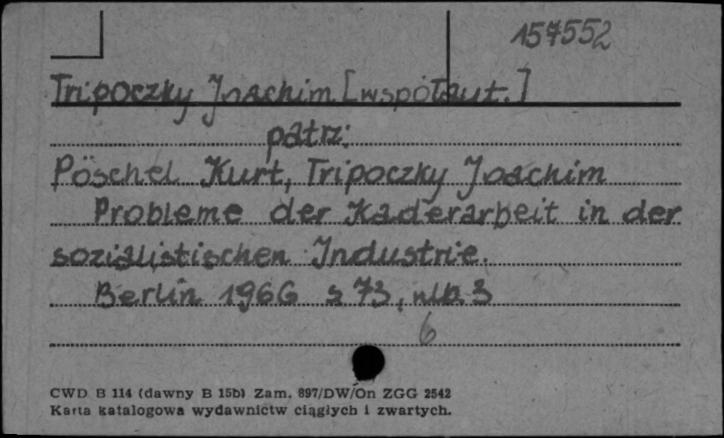 157552
Tripoczky Joachim [współaut.]
patrz:
Pöschel Kurt, Tripoczky Joachim
Probleme der Kaderarbeit in der
sozialistischen Industrie.
Berlin 1966 s 73, nlb. 3
6
CWD B 114 (dawny B 15b) Zam. 897/DW/On ZGG 2542
Karta katalogowa wydawnictw ciągłych i zwartych.